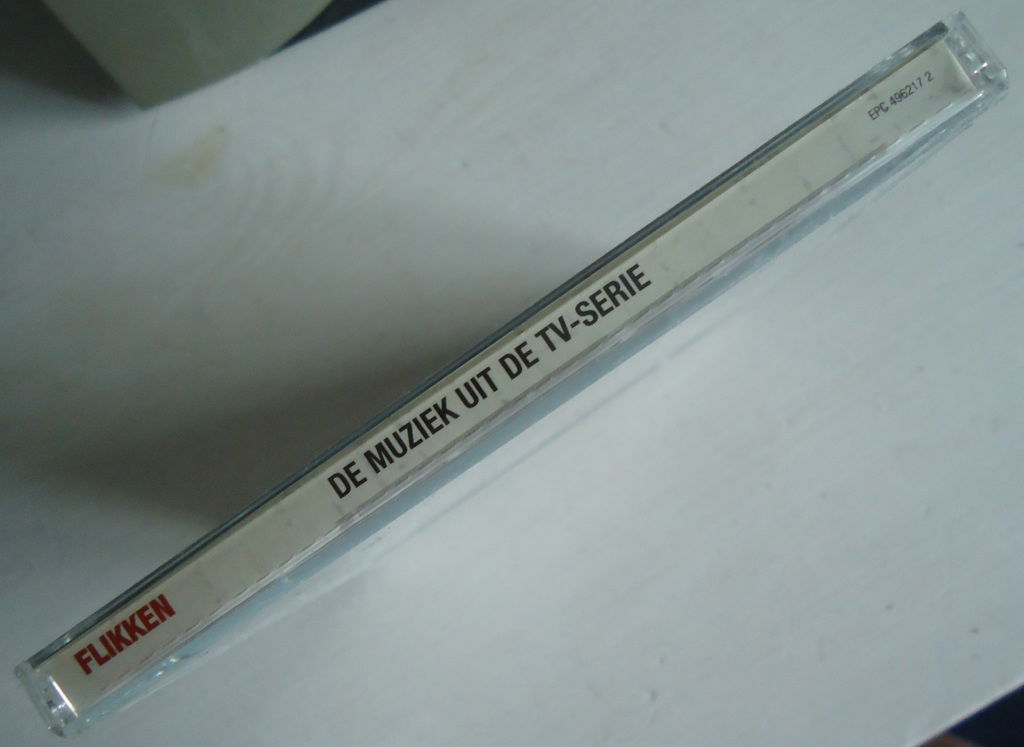 FLIKKEN DE MUZIEK UIT DE TV-SERIE EPC 496217 2